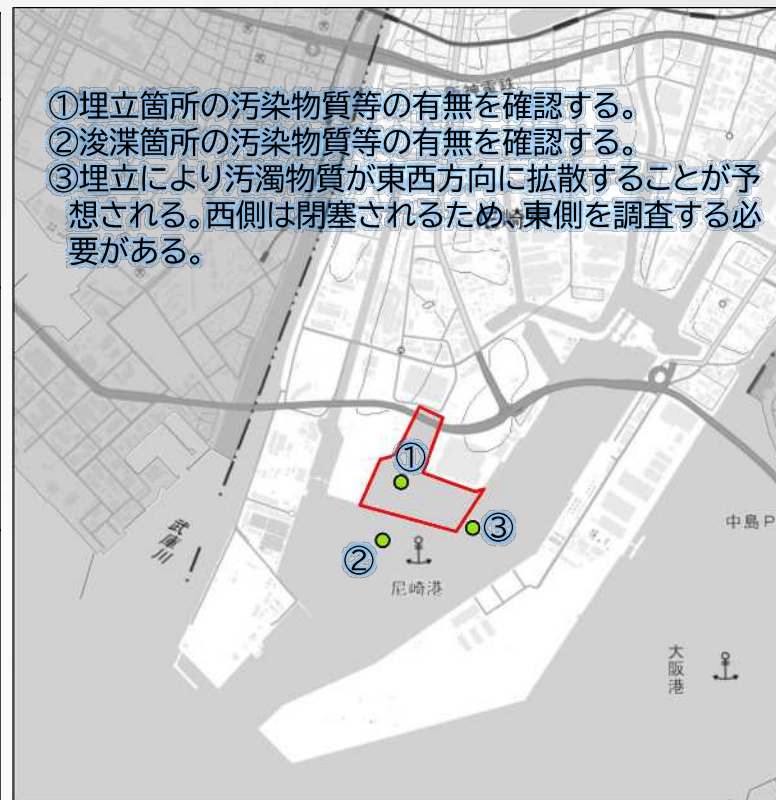 ①埋立箇所の汚染物質等の有無を確認する。
②浚渫箇所の汚染物質等の有無を確認する。
③埋立により汚濁物質が東西方向に拡散することが予
想される。西側は閉塞されるため、東側を調査する必
要がある。
①
③
②
尼崎港
武庫川
中島P
大阪港